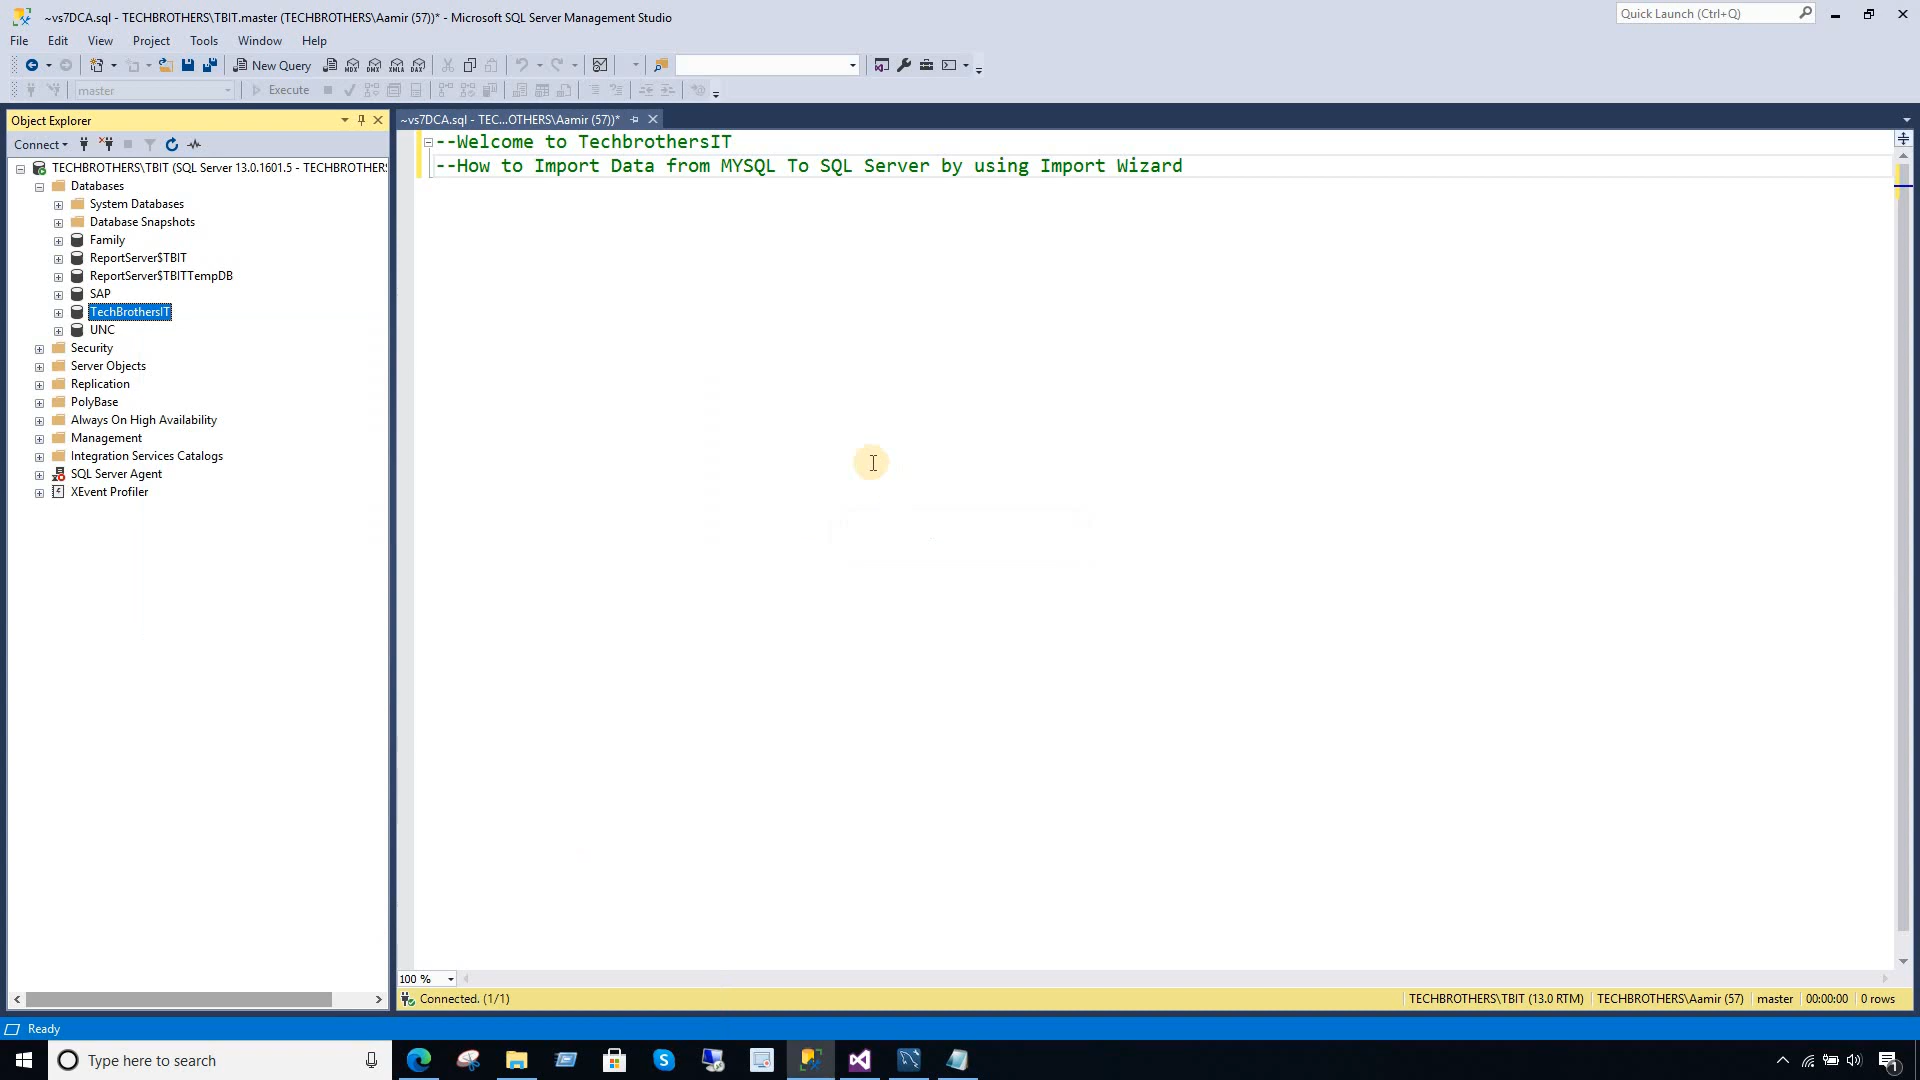 ~vs7DCA.sql - TECHBROTHERS\TBIT.master (TECHBROTHERS\Aamir (57))* - Microsoft SQL Server Management Studio
Quick Launch (Ctrl+Q)
File Edit View Project Tools Window Help
New Query
master
Execute
Object Explorer
~vs7DCA.sql - TEC...OTHERS\Aamir (57))*
Connect
TECHBROTHERS\TBIT (SQL Server 13.0.1601.5 - TECHBROTHERS
Databases
System Databases
Database Snapshots
Family
ReportServer$TBIT
ReportServer$TBITTempDB
SAP
TechBrothersIT
UNC
Security
Server Objects
Replication
PolyBase
Always On High Availability
Management
Integration Services Catalogs
SQL Server Agent
XEvent Profiler
--Welcome to TechbrothersIT
--How to Import Data from MYSQL To SQL Server by using Import Wizard
100 %
Connected. (1/1)
TECHBROTHERS\TBIT (13.0 RTM) TECHBROTHERS\Aamir (57) master 00:00:00 0 rows
Ready
Type here to search
1